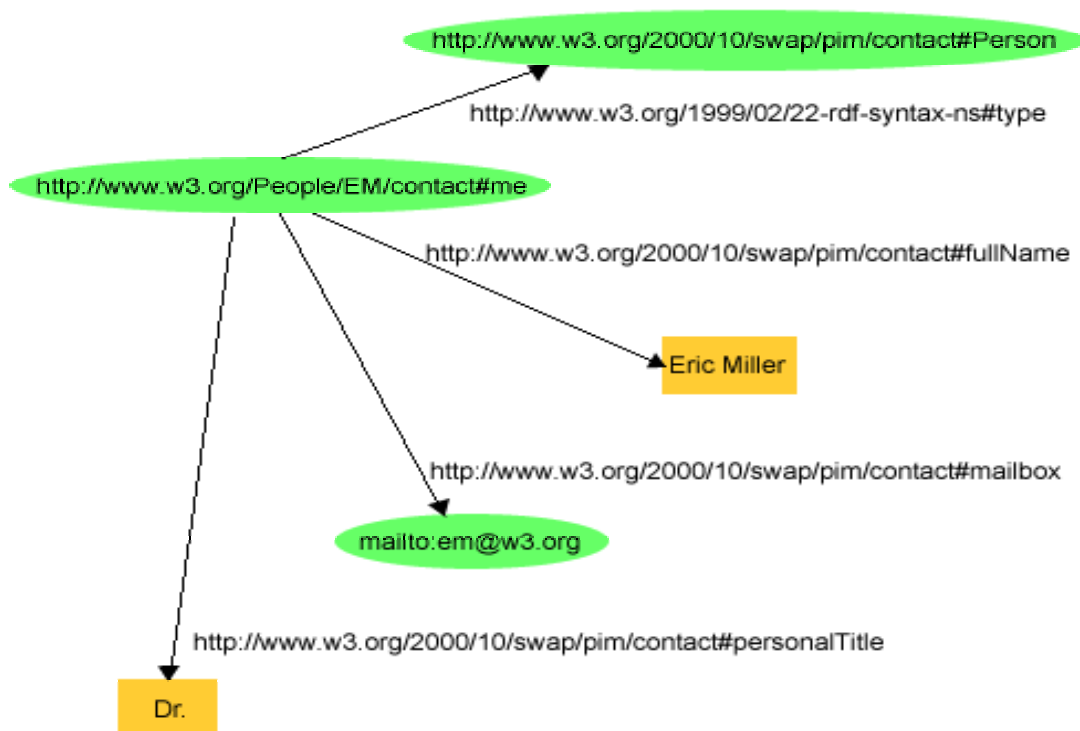 http://www.w3.org/2000/10/swap/pim/contact#Person
http://www.w3.org/1999/02/22-rdf-syntax-ns#type
http://www.w3.org/People/EM/contact#me
http://www.w3.org/2000/10/swap/pim/contact#fullName
Eric Miller
http://www.w3.org/2000/10/swap/pim/contact#mailbox
mailto:em@w3.org
http://www.w3.org/2000/10/swap/pim/contact#personalTitle
Dr.